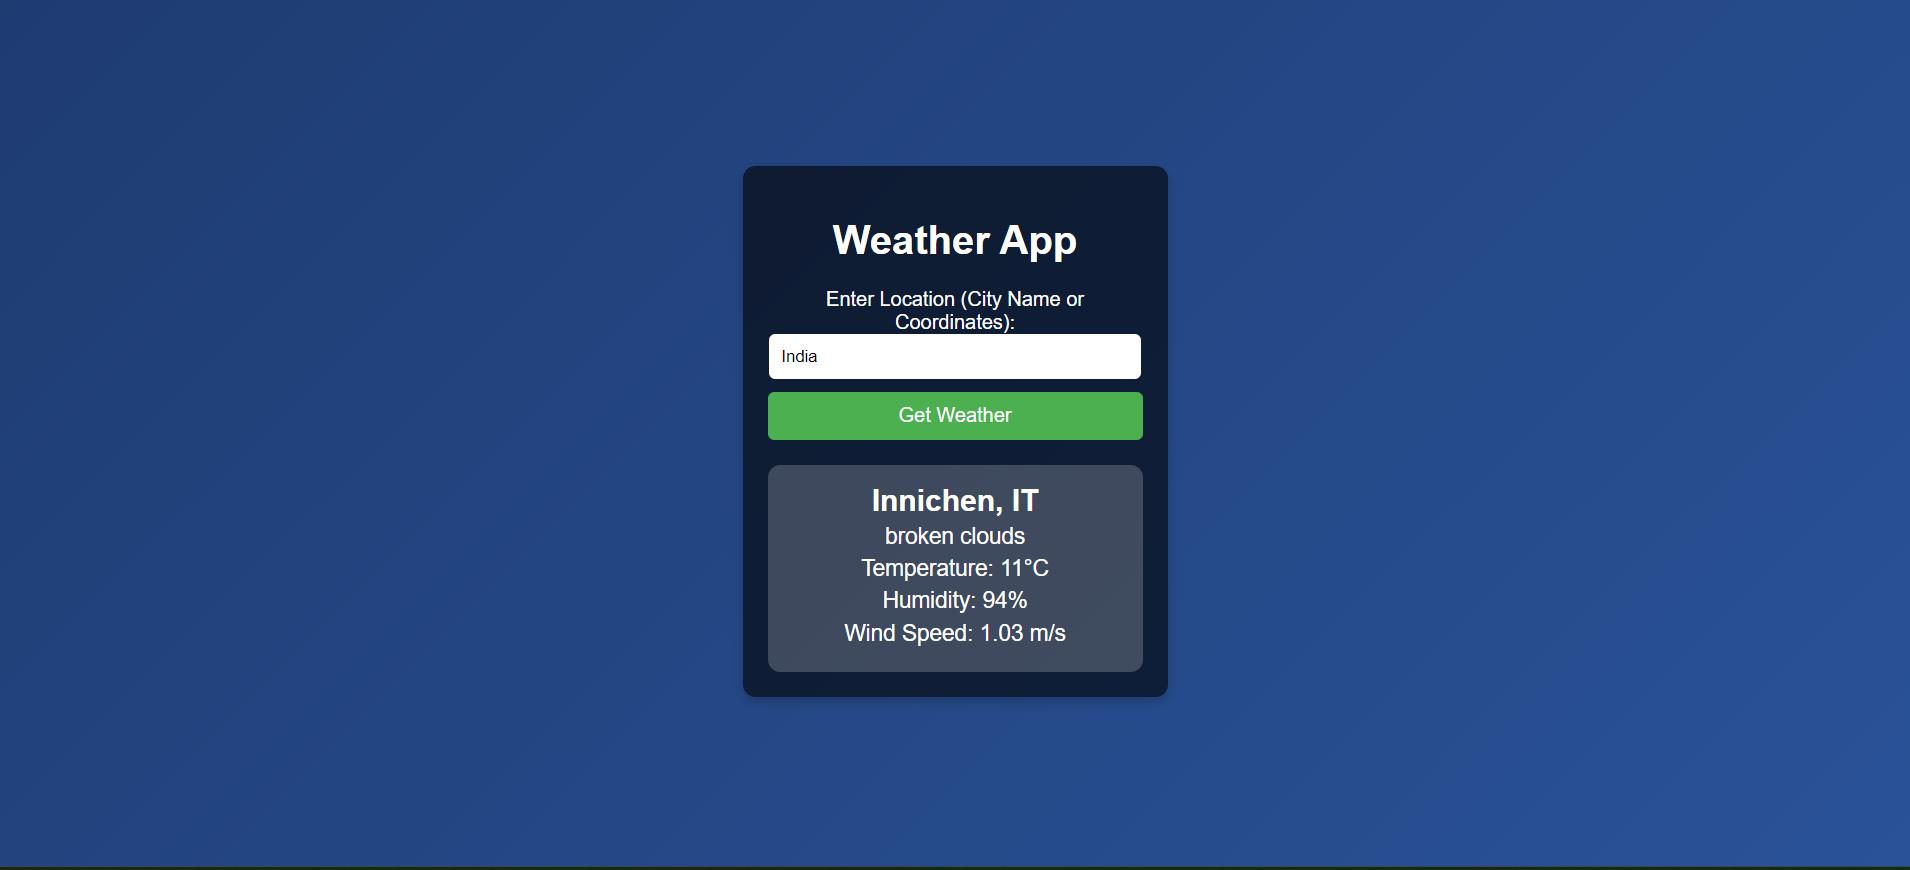 Weather App
Enter Location (City Name or
Coordinates):
India
Get Weather
Innichen, IT
broken clouds
Temperature: 11°C
Humidity: 94%
Wind Speed: 1.03 m/s